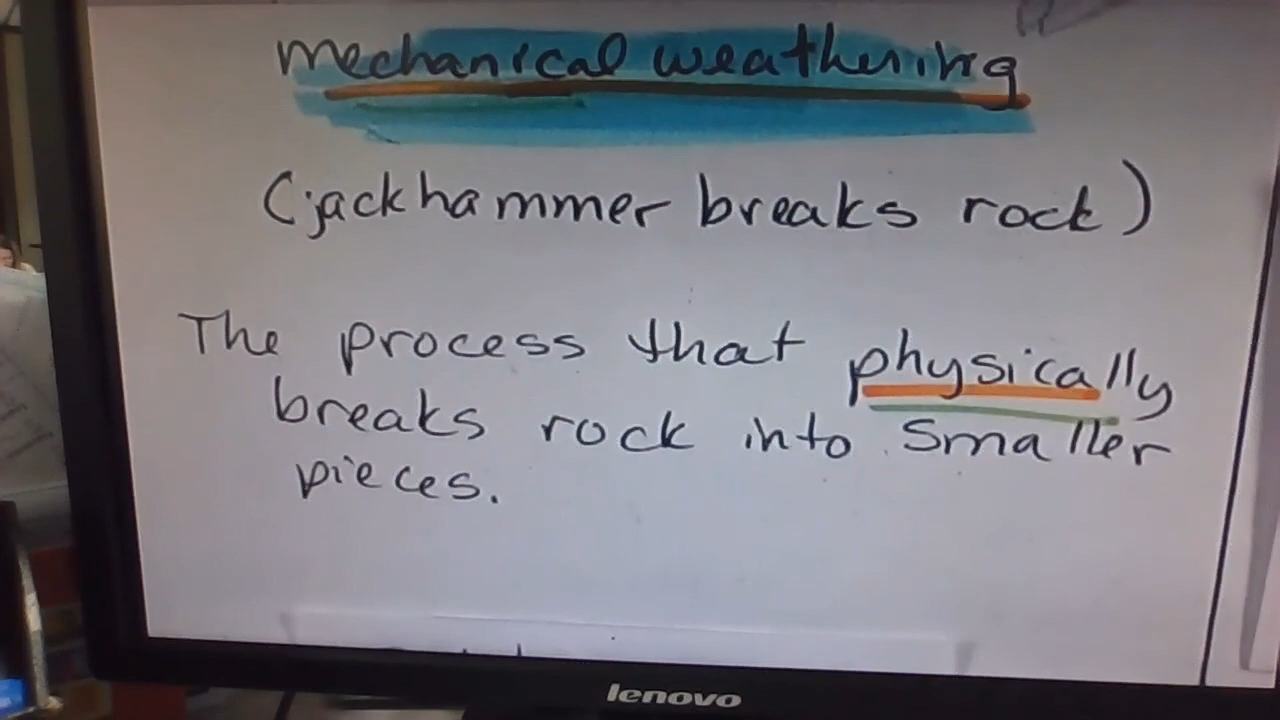 mechanical weathering
(jackhammer breaks rock)
The process that physically
breaks rock into smaller
pieces.
lenovo